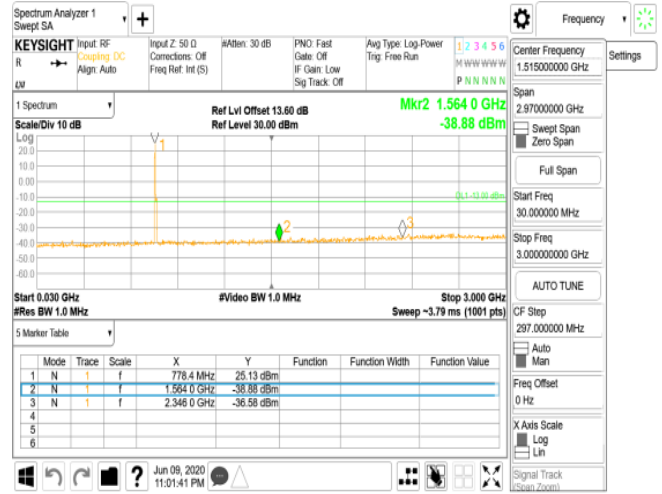 Spectrum Analyzer 1
Swept SA
Frequency
KEYSIGHT
R
Input: RF
Coupling: DC
Align: Auto
Input Z: 50 Ω
Corrections: Off
Freq Ref: Int (S)
#Atten: 30 dB
PNO: Fast
Gate: Off
IF Gain: Low
Sig Track: Off
Avg Type: Log-Power
Trig: Free Run
1 2 3 4 5 6
M W W W W W
P N N N N N
LXI
1 Spectrum
Scale/Div 10 dB
Log
Ref Lvl Offset 13.60 dB
Ref Level 30.00 dBm
Mkr2 1.564 0 GHz
-38.88 dBm
20.0
10.0
0.00
-10.0
-20.0
-30.0
-40.0
-50.0
-60.0
1
2
3
DL1 -13.00 dBm
Start 0.030 GHz
#Res BW 1.0 MHz
#Video BW 1.0 MHz
Stop 3.000 GHz
Sweep ~3.79 ms (1001 pts)
5 Marker Table
Mode Trace Scale X Y Function Function Width Function Value
1 N 1 f 778.4 MHz 25.13 dBm
2 N 1 f 1.564 0 GHz -38.88 dBm
3 N 1 f 2.346 0 GHz -36.58 dBm
4
5
6
Jun 09, 2020
11:01:41 PM
?
Center Frequency
1.515000000 GHz
Settings
Span
2.97000000 GHz
Swept Span
Zero Span
Full Span
Start Freq
30.000000 MHz
Stop Freq
3.000000000 GHz
AUTO TUNE
CF Step
297.000000 MHz
Auto
Man
Freq Offset
0 Hz
X Axis Scale
Log
Lin
Signal Track
(Span Zoom)